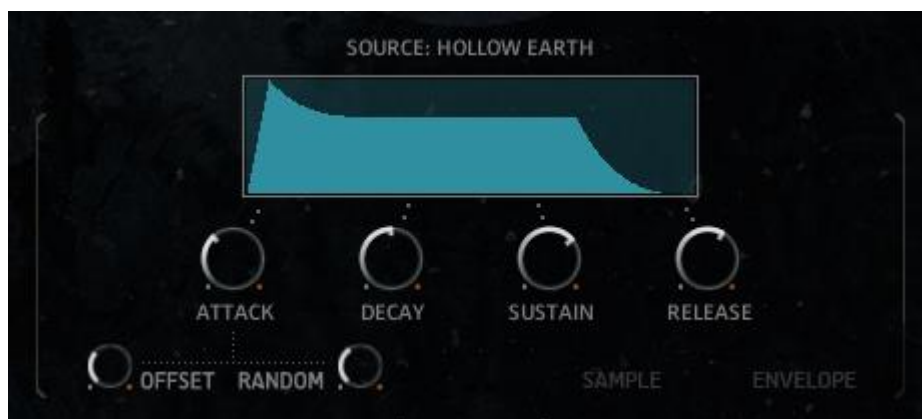 SOURCE: HOLLOW EARTH
ATTACK DECAY SUSTAIN RELEASE
OFFSET RANDOM SAMPLE ENVELOPE